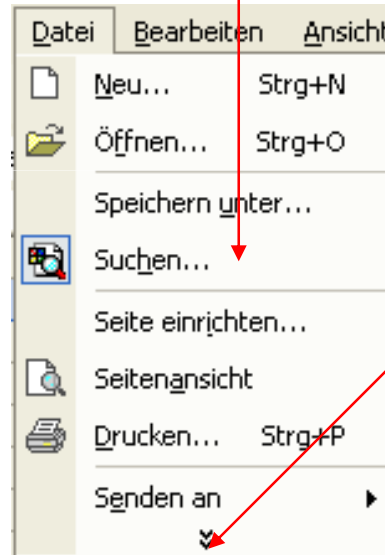 Datei Bearbeiten Ansicht
Neu... Strg+N
Öffnen... Strg+O
Speichern unter...
Suchen...
Seite einrichten...
Seitenansicht
Drucken... Strg+P
Senden an